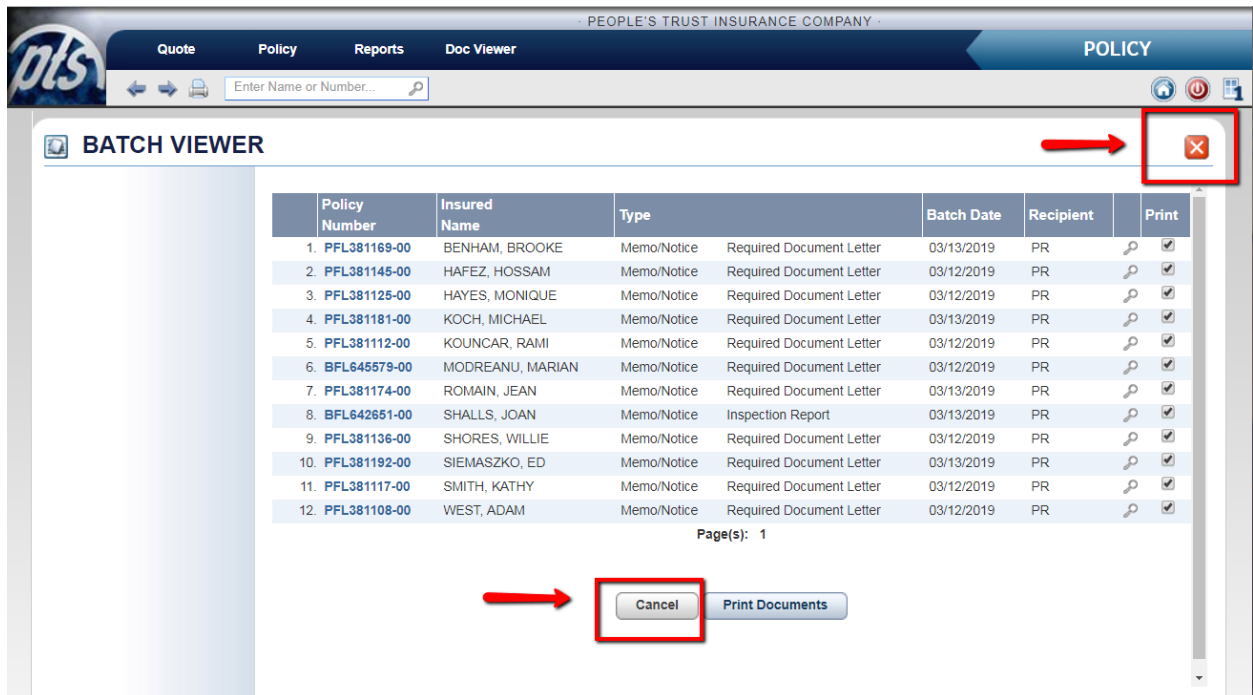 · PEOPLE'S TRUST INSURANCE COMPANY ·
pts Quote Policy Reports Doc Viewer POLICY
Enter Name or Number... 1
BATCH VIEWER
Policy Number Insured Name Type Batch Date Recipient Print
1. PFL381169-00 BENHAM, BROOKE Memo/Notice Required Document Letter 03/13/2019 PR
2. PFL381145-00 HAFEZ, HOSSAM Memo/Notice Required Document Letter 03/12/2019 PR
3. PFL381125-00 HAYES, MONIQUE Memo/Notice Required Document Letter 03/12/2019 PR
4. PFL381181-00 KOCH, MICHAEL Memo/Notice Required Document Letter 03/13/2019 PR
5. PFL381112-00 KOUNCAR, RAMI Memo/Notice Required Document Letter 03/12/2019 PR
6. BFL645579-00 MODREANU, MARIAN Memo/Notice Required Document Letter 03/12/2019 PR
7. PFL381174-00 ROMAIN, JEAN Memo/Notice Required Document Letter 03/13/2019 PR
8. BFL642651-00 SHALLS, JOAN Memo/Notice Inspection Report 03/13/2019 PR
9. PFL381136-00 SHORES, WILLIE Memo/Notice Required Document Letter 03/12/2019 PR
10. PFL381192-00 SIEMASZKO, ED Memo/Notice Required Document Letter 03/13/2019 PR
11. PFL381117-00 SMITH, KATHY Memo/Notice Required Document Letter 03/12/2019 PR
12. PFL381108-00 WEST, ADAM Memo/Notice Required Document Letter 03/12/2019 PR
Page(s): 1
Cancel Print Documents